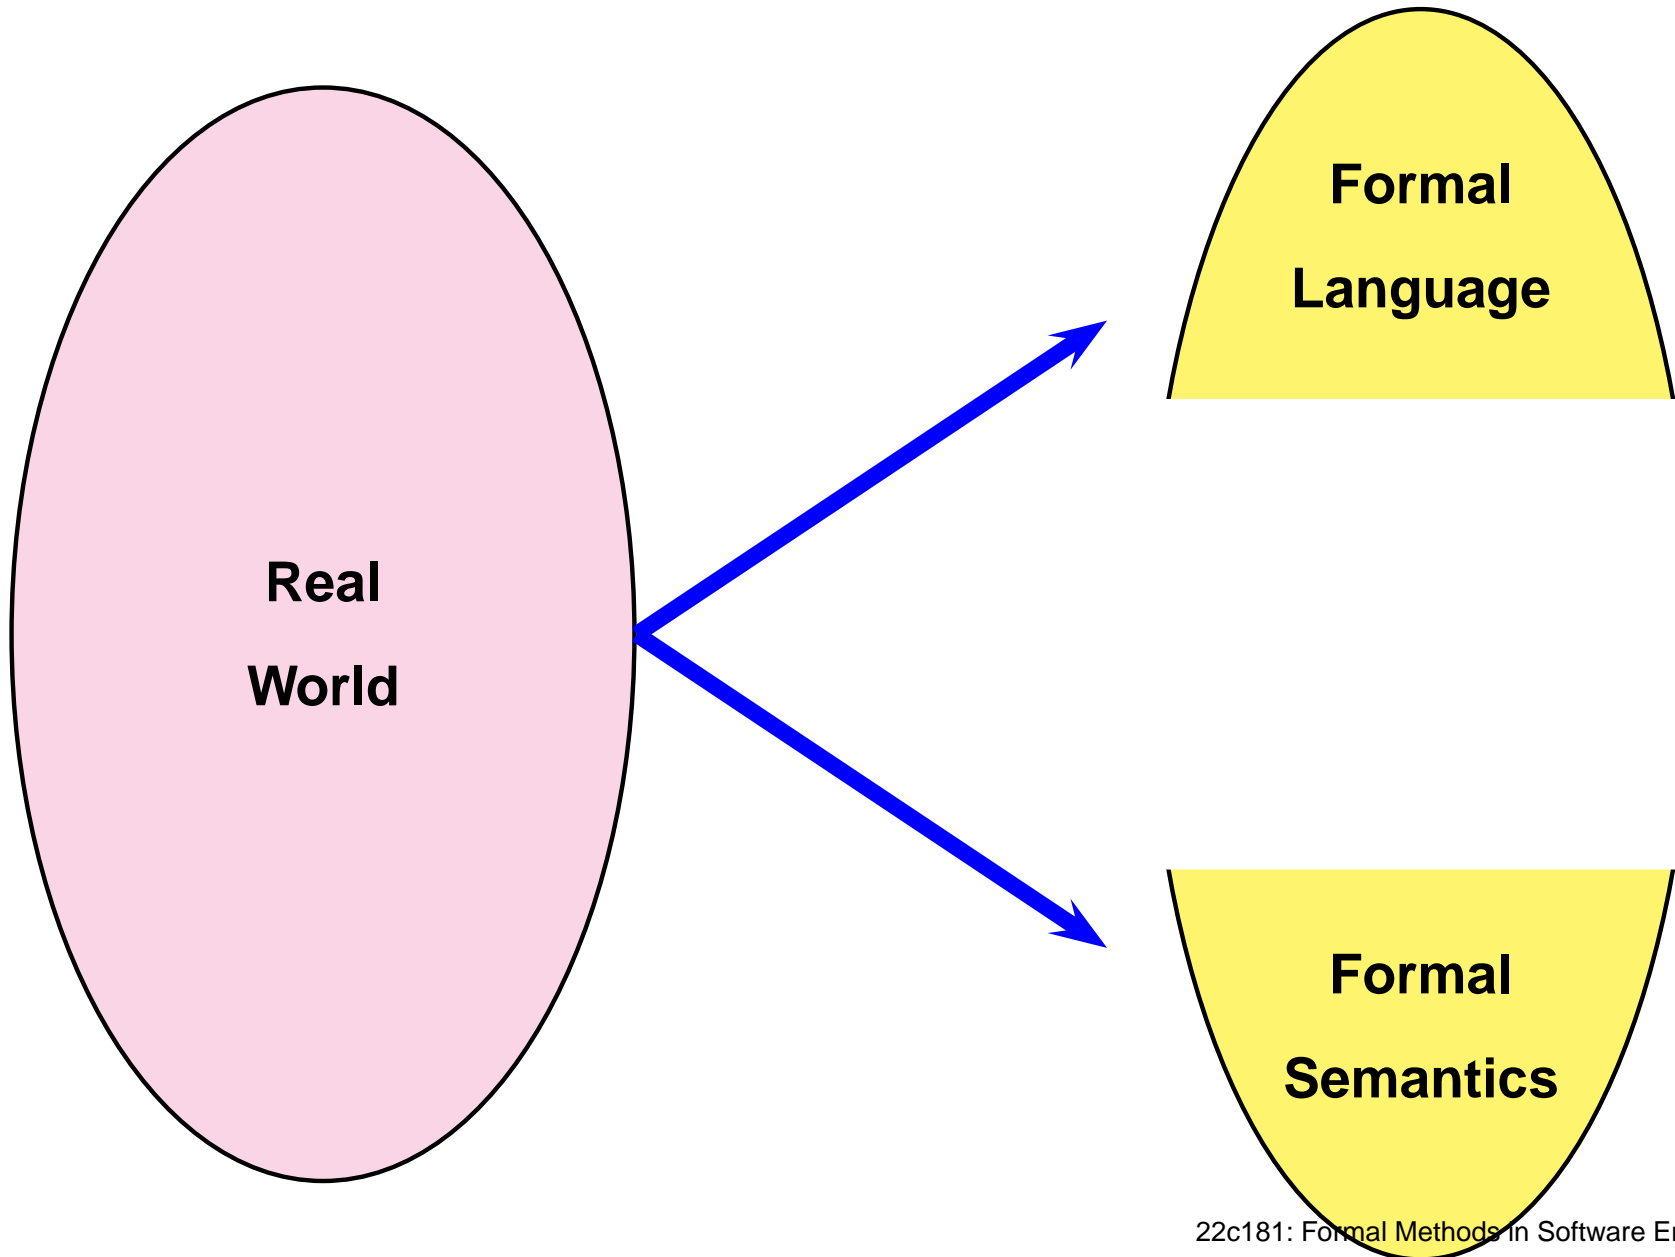 Formal
Language
Real
World
Formal
Semantics
22c181: Formal Methods in Software